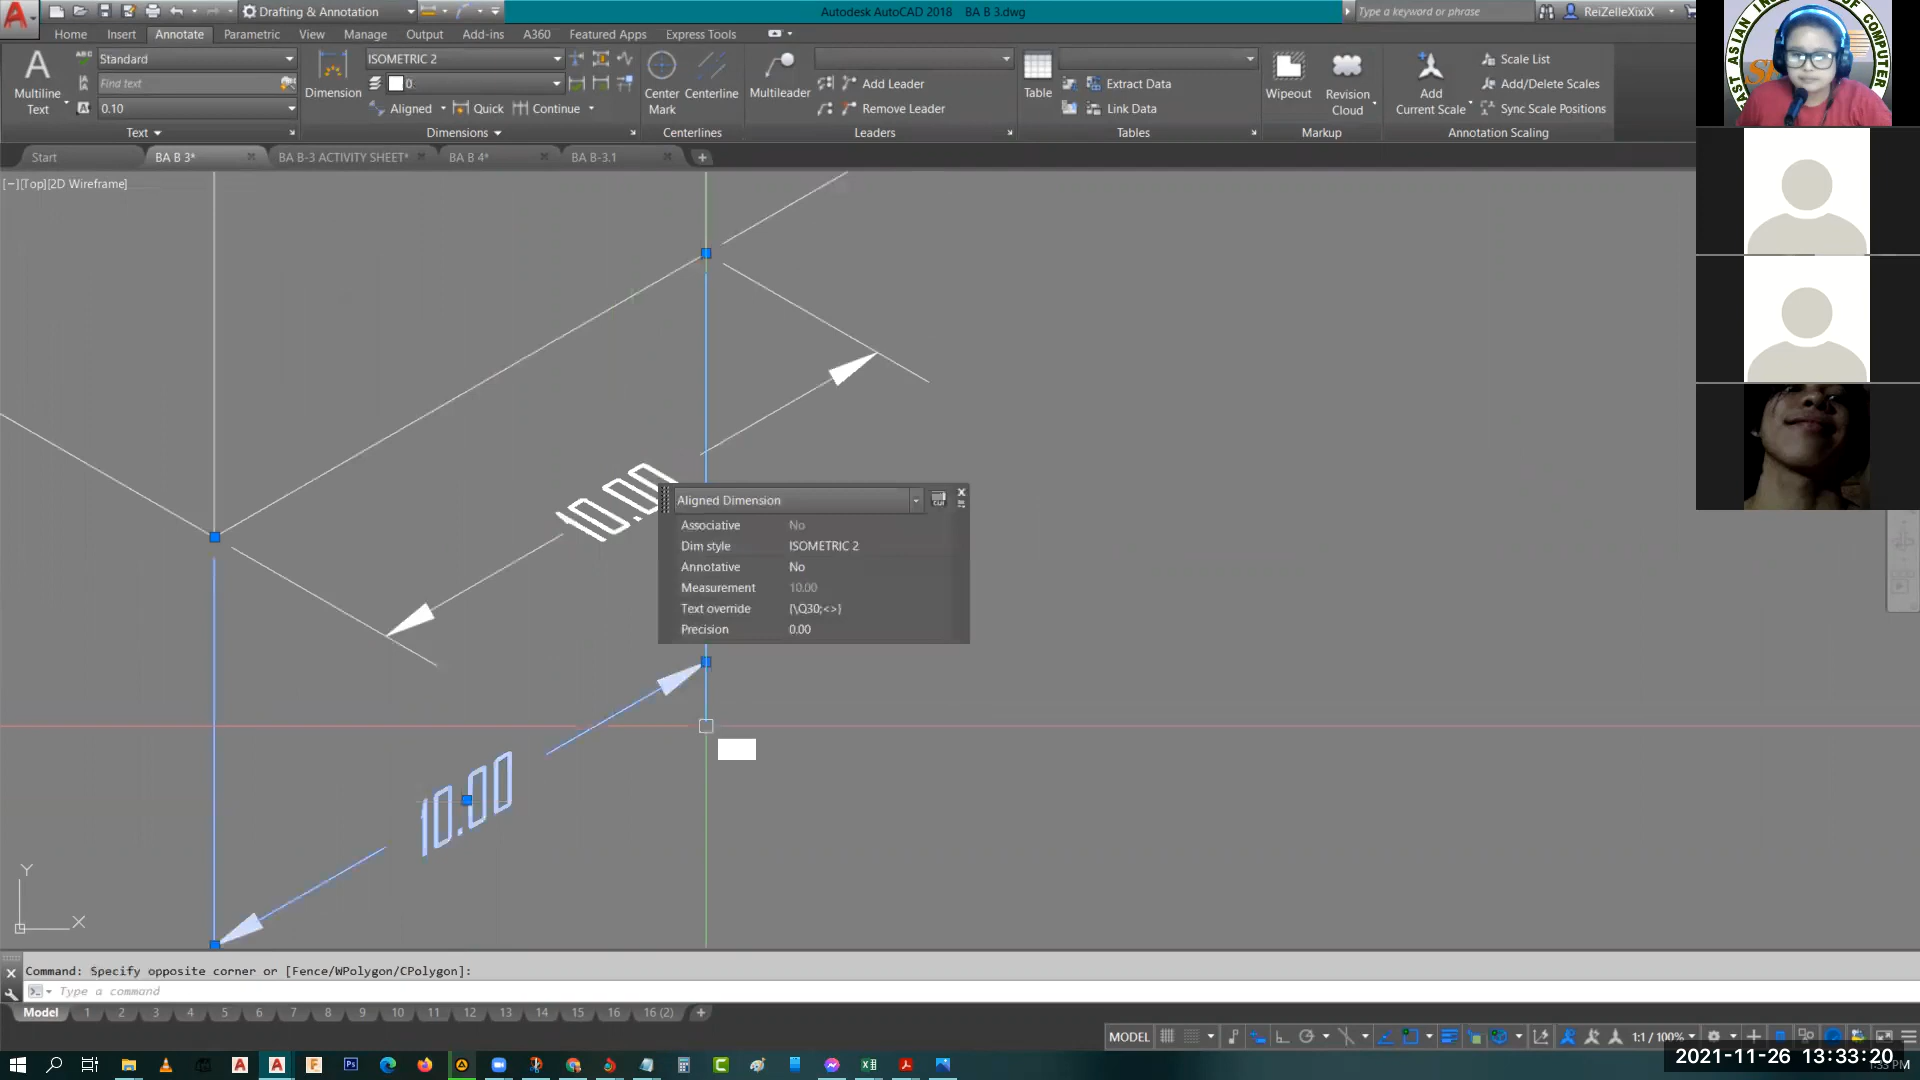 Drafting & Annotation
Autodesk AutoCAD 2018 BA B 3.dwg
Type a keyword or phrase
ReiZelleXixiX
Home Insert Annotate Parametric View Manage Output Add-ins A360 Featured Apps Express Tools
Multiline Text
Standard
Find text
0.10
Text
Dimension
ISOMETRIC 2
0
Aligned Quick Continue
Dimensions
Center Mark
Centerline
Centerlines
Multileader
Add Leader
Remove Leader
Leaders
Table
Extract Data
Link Data
Tables
Wipeout
Revision Cloud
Markup
Add Current Scale
Scale List
Add/Delete Scales
Sync Scale Positions
Annotation Scaling
Start
BA B 3*
BA B-3 ACTIVITY SHEET*
BA B 4*
BA B-3.1
[−][Top][2D Wireframe]
10.00
Aligned Dimension
Associative No
Dim style ISOMETRIC 2
Annotative No
Measurement 10.00
Text override {\Q30;<>}
Precision 0.00
10.00
Y
X
Command: Specify opposite corner or [Fence/WPolygon/CPolygon]:
Type a command
Model 1 2 3 4 5 6 7 8 9 10 11 12 13 14 15 16 16 (2)
MODEL
1:1 / 100%
2021-11-26 13:33:20